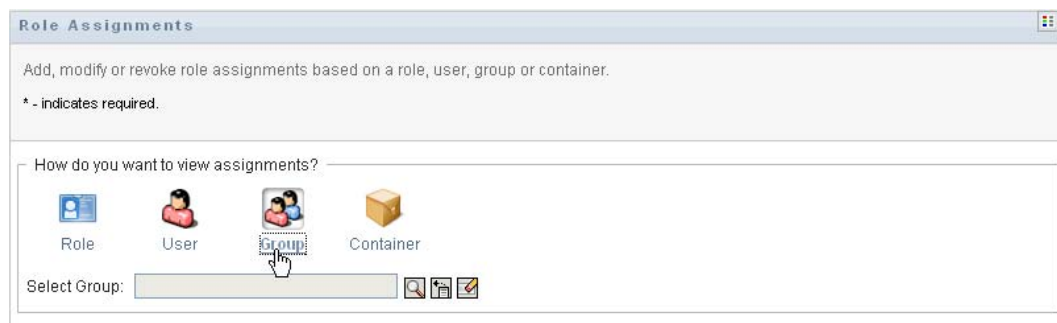 Role Assignments
Add, modify or revoke role assignments based on a role, user, group or container.
* - indicates required.
How do you want to view assignments?
Role User Group Container
Select Group: